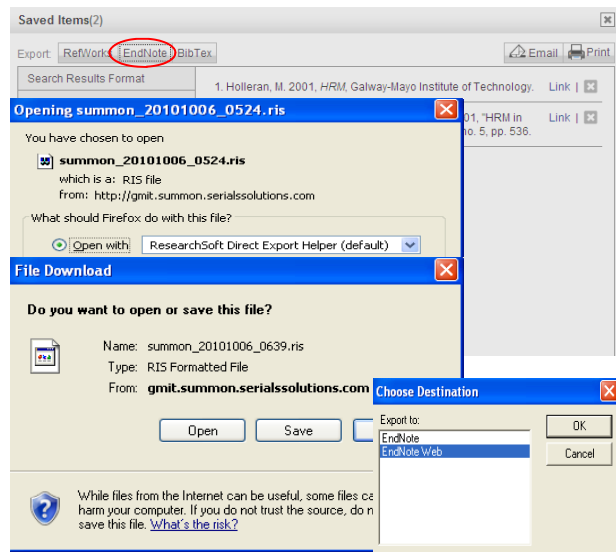 Saved Items(2)
Export: RefWorks EndNote BibTex Email Print
Search Results Format
1. Holleran, M. 2001, HRM, Galway-Mayo Institute of Technology. Link |
01, "HRM in Link |
no. 5, pp. 536.
Opening summon_20101006_0524.ris
You have chosen to open
summon_20101006_0524.ris
which is a: RIS file
from: http://gmit.summon.serialssolutions.com
What should Firefox do with this file?
Open with ResearchSoft Direct Export Helper (default)
File Download
Do you want to open or save this file?
Name: summon_20101006_0639.ris
Type: RIS Formatted File
From: gmit.summon.serialssolutions.com
Open Save
While files from the Internet can be useful, some files ca
harm your computer. If you do not trust the source, do n
save this file. What's the risk?
Choose Destination
Export to:
EndNote
EndNote Web
OK
Cancel